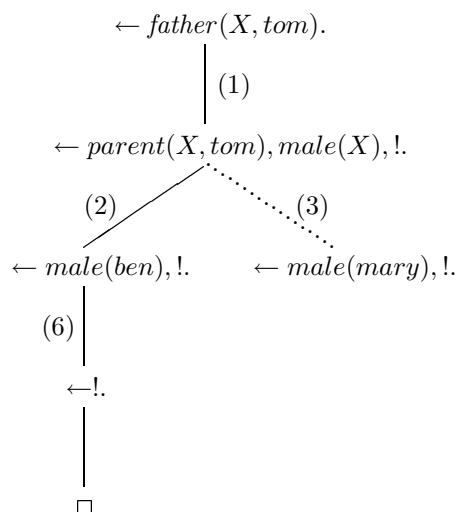 ← father(X, tom).
(1)
← parent(X, tom), male(X), !.
(2) (3)
← male(ben), !. ← male(mary), !.
(6)
←!.
□